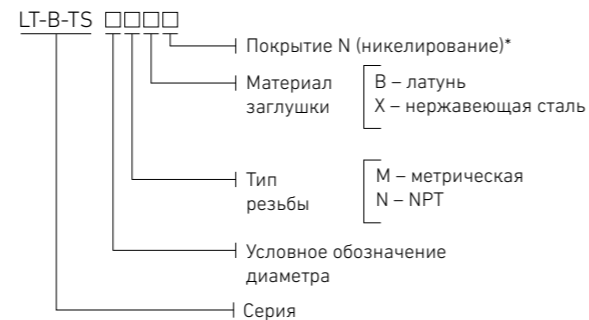 LT-B-TS □□□□
Покрытие N (никелирование)*
Материал
заглушки
B – латунь
X – нержавеющая сталь
Тип
резьбы
M – метрическая
N – NPT
Условное обозначение
диаметра
Серия